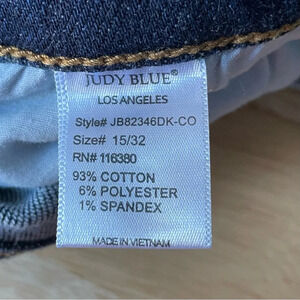 JUDY BLUE®
LOS ANGELES
Style# JB82346DK-CO
Size# 15/32
RN# 116380
93% COTTON
6% POLYESTER
1% SPANDEX
MADE IN VIETNAM